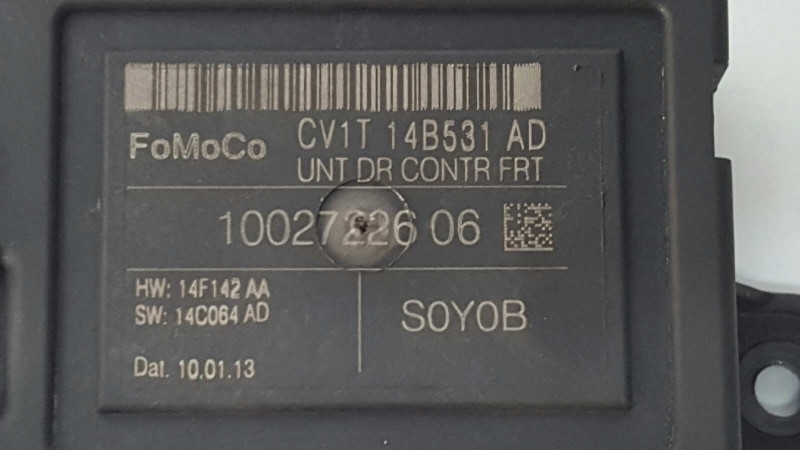 FoMoCo CV1T 14B531 AD
UNT DR CONTR FRT
1002722606
HW: 14F142 AA
SW: 14C064 AD
S0Y0B
Dat. 10.01.13